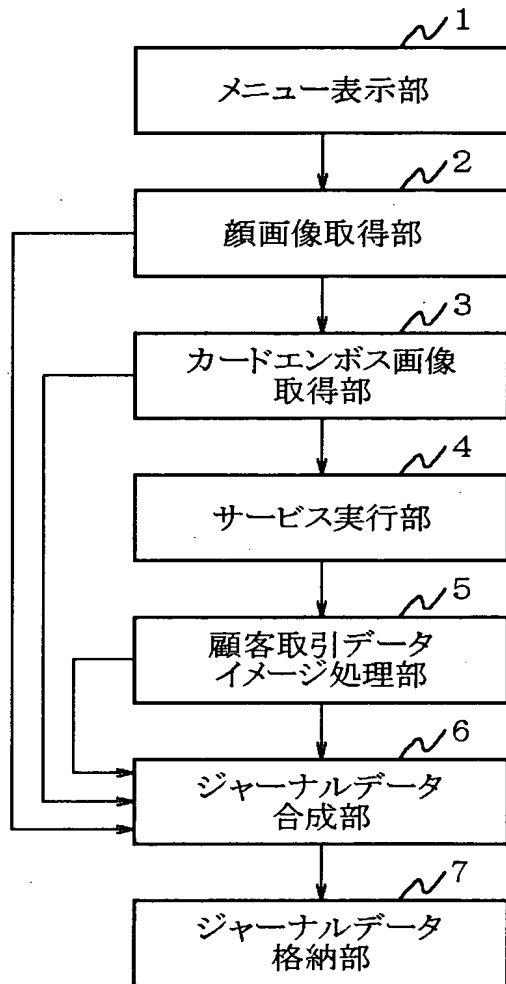 1
メニュー表示部
2
顔画像取得部
3
カードエンボス画像
取得部
4
サービス実行部
5
顧客取引データ
イメージ処理部
6
ジャーナルデータ
合成部
7
ジャーナルデータ
格納部